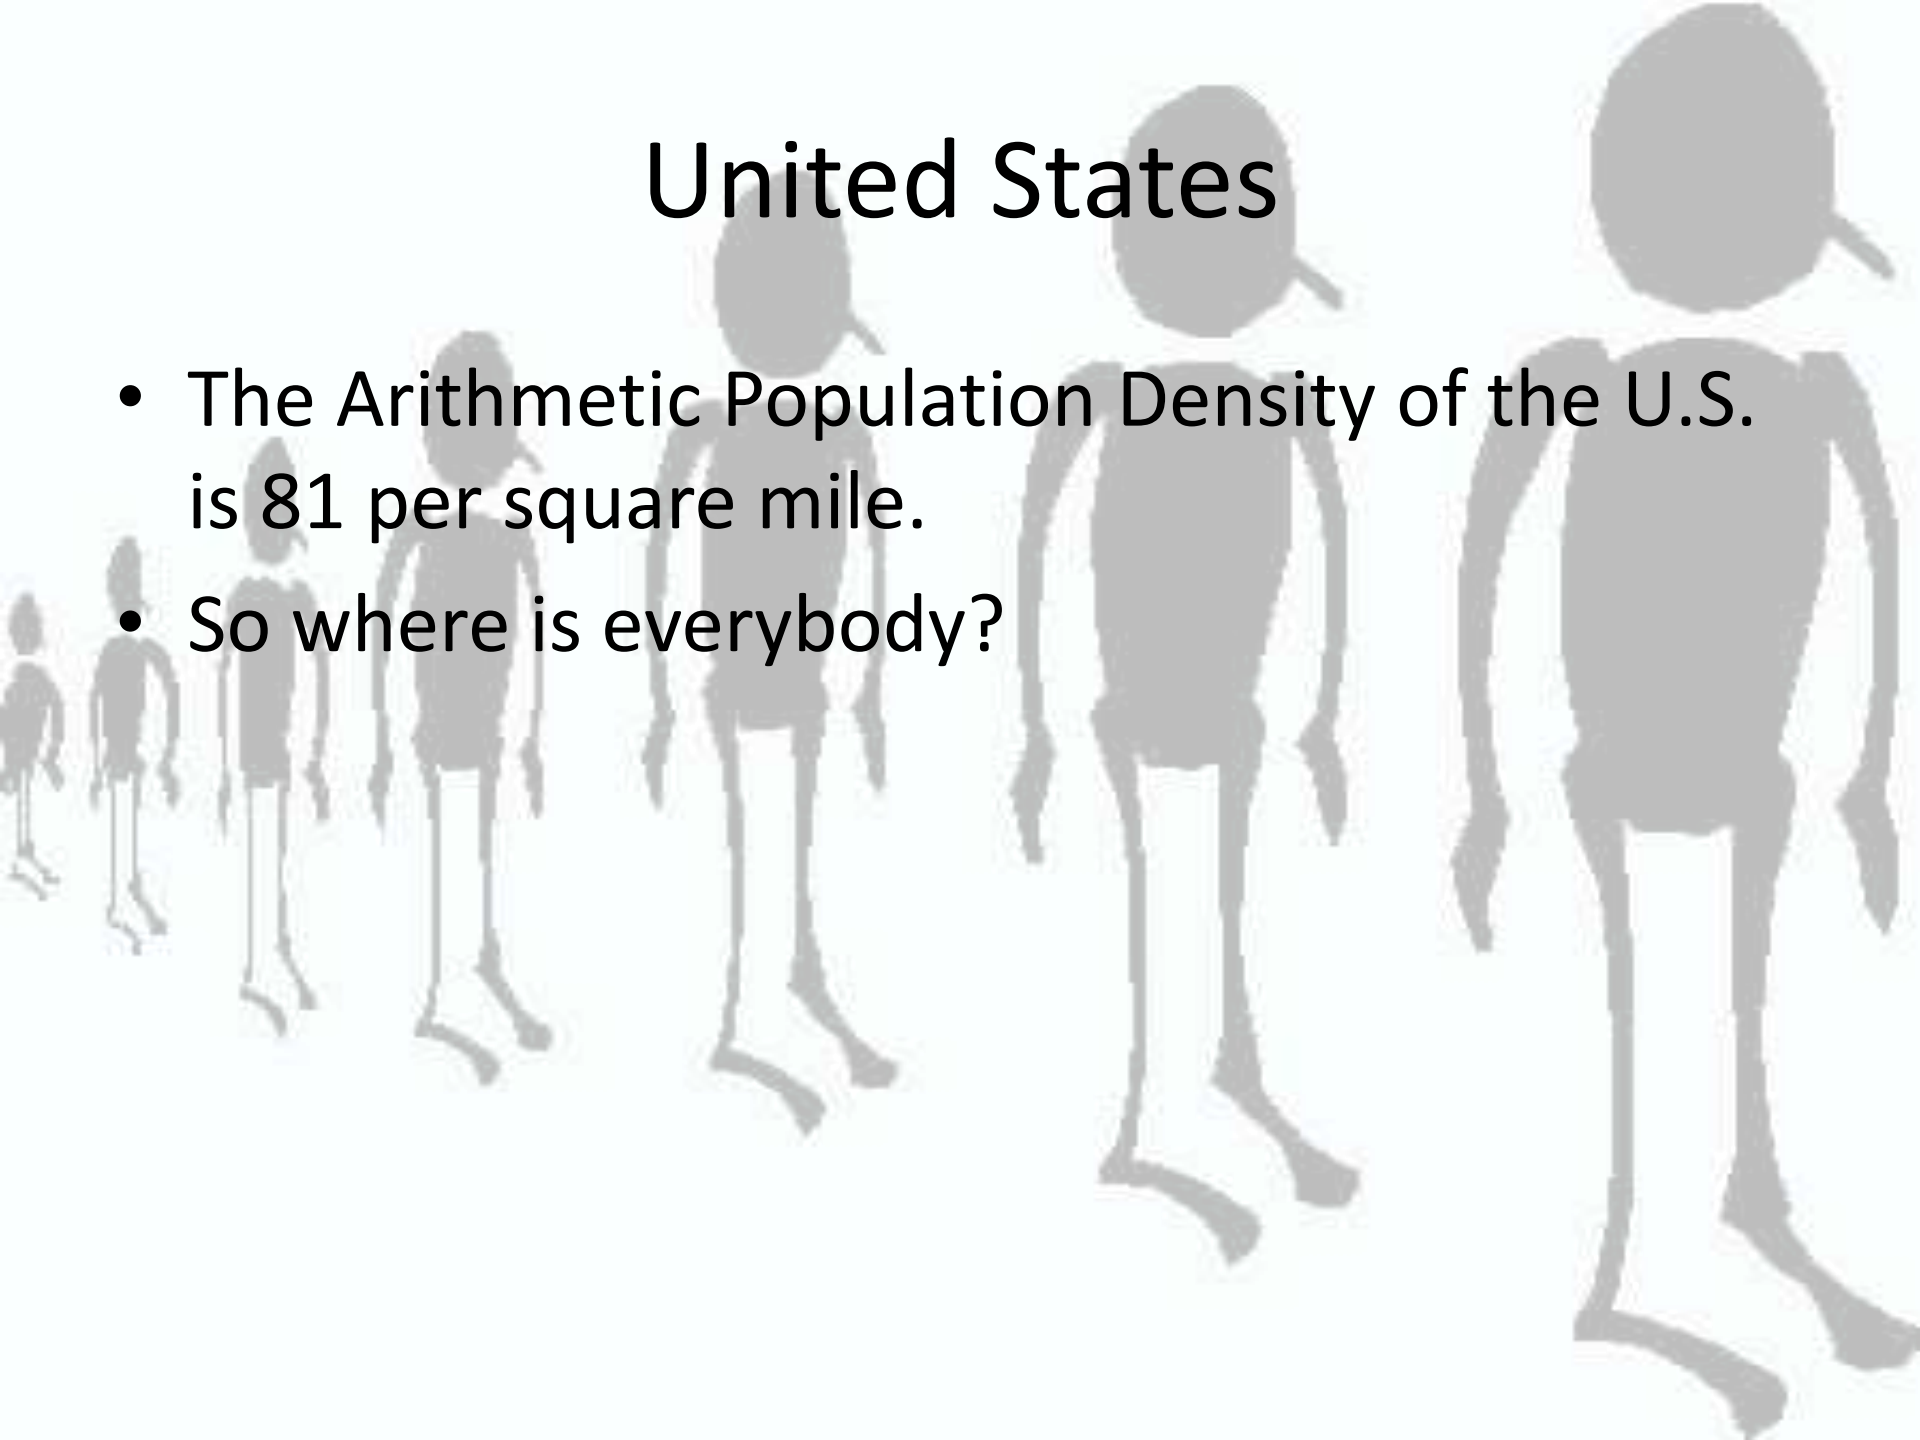 United States
• The Arithmetic Population Density of the U.S.
is 81 per square mile.
• So where is everybody?